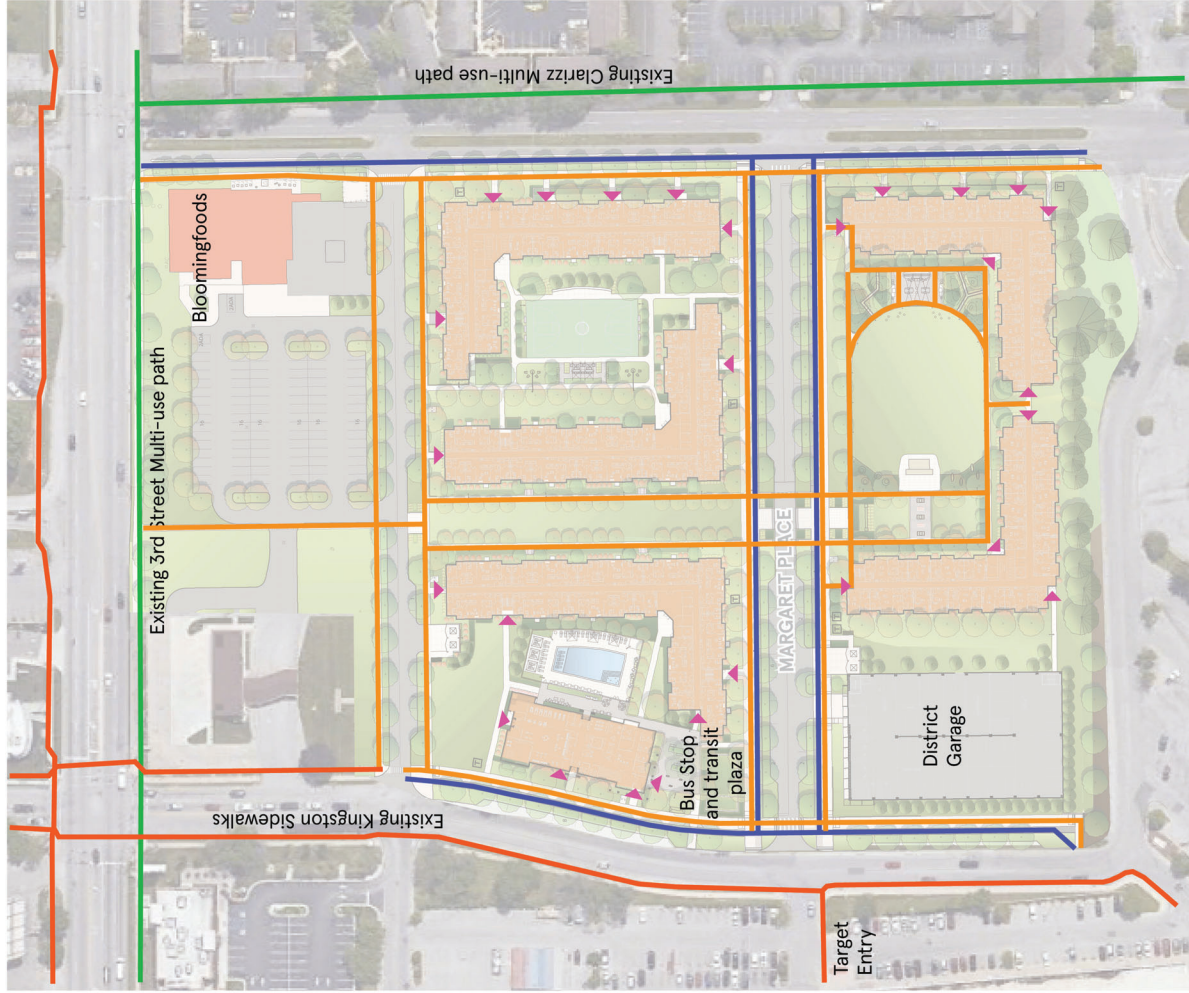 Existing Clarizz Multi-use path
Bloomingfoods
Existing 3rd Street Multi-use path
MARGARET PLACE
Existing Kingston Sidewalks
Bus Stop
and transit
plaza
District
Garage
Target
Entry